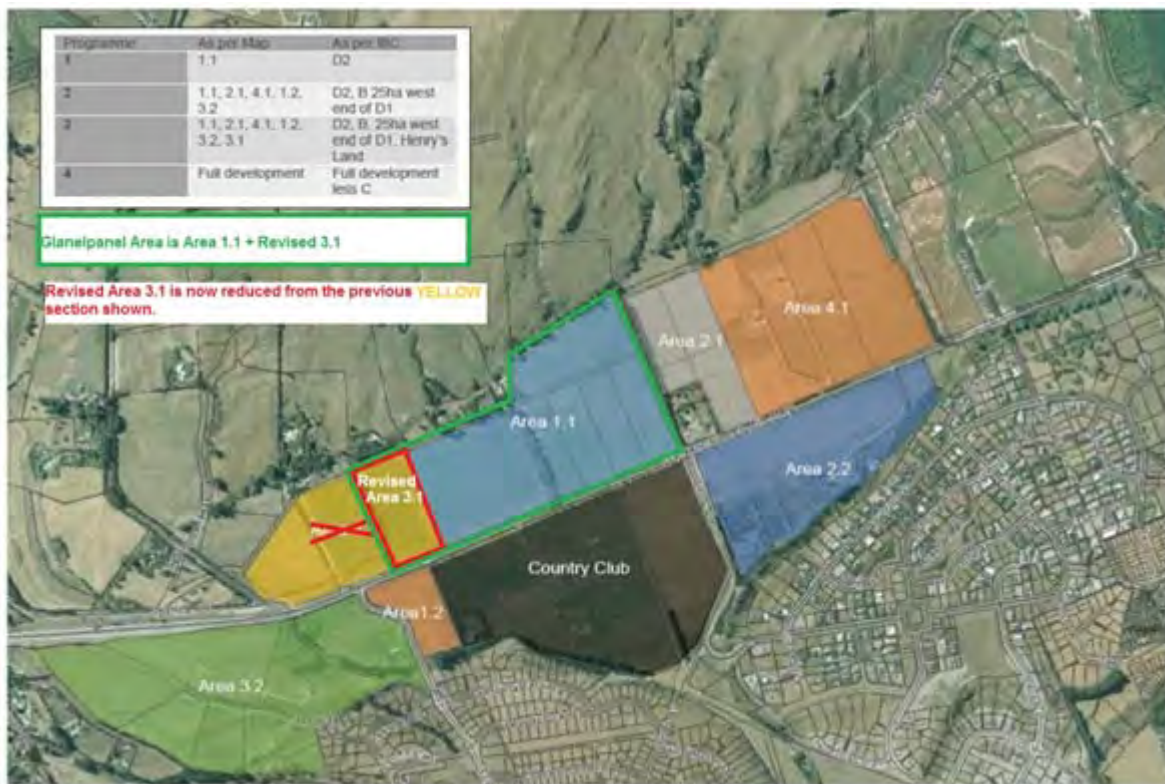 Programme As per Map As per IBC
1 1.1 D2
2 1.1, 2.1, 4.1, 1.2, D2, B 25ha west
3.2 end of D1
3 1.1, 2.1, 4.1, 1.2, D2, B, 25ha west
3.2, 3.1 end of D1, Henry's
Land
4 Full development Full development
less C
Glanelpanel Area is Area 1.1 + Revised 3.1
Revised Area 3.1 is now reduced from the previous YELLOW
section shown.
Area 4.1
Area 2.1
Area 1.1
Area 2.2
Revised
Area 3.1
Country Club
Area1.2
Area 3.2